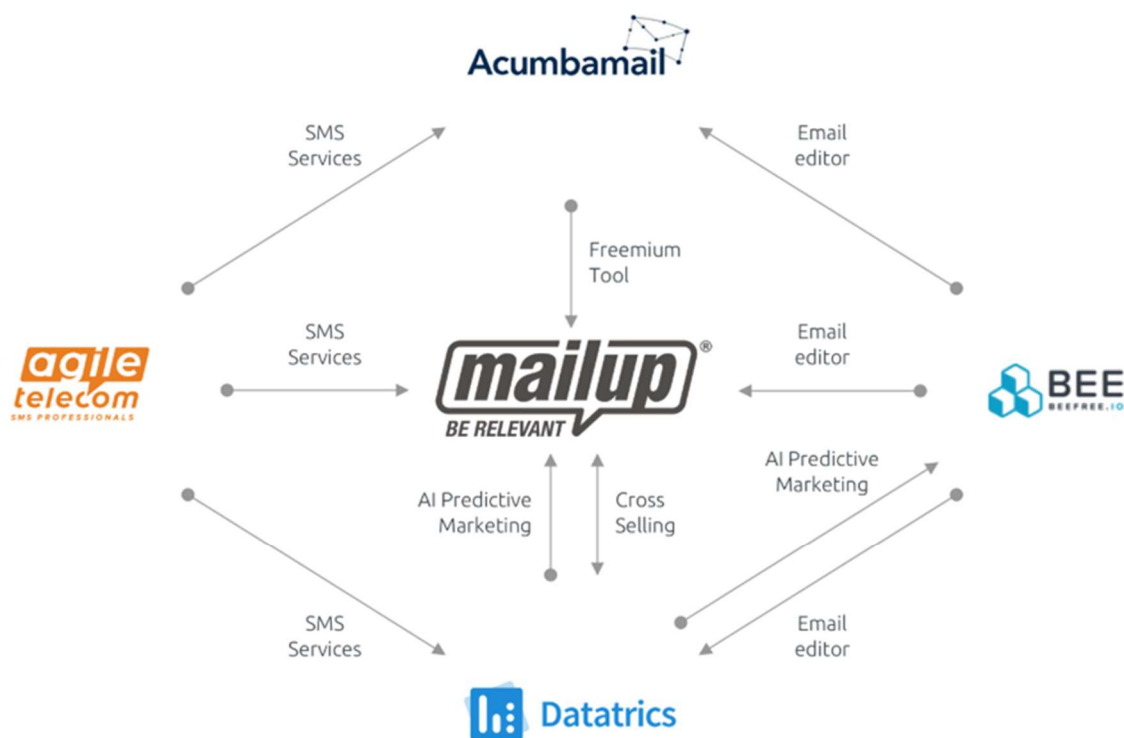 Acumbamail
SMS
Services
Email
editor
Freemium
Tool
SMS
Services
Email
editor
agile
telecom
SMS PROFESSIONALS
mailup®
BE RELEVANT
BEE
BEEFREE.IO
AI Predictive
Marketing
Cross
Selling
AI Predictive
Marketing
SMS
Services
Email
editor
Datatrics